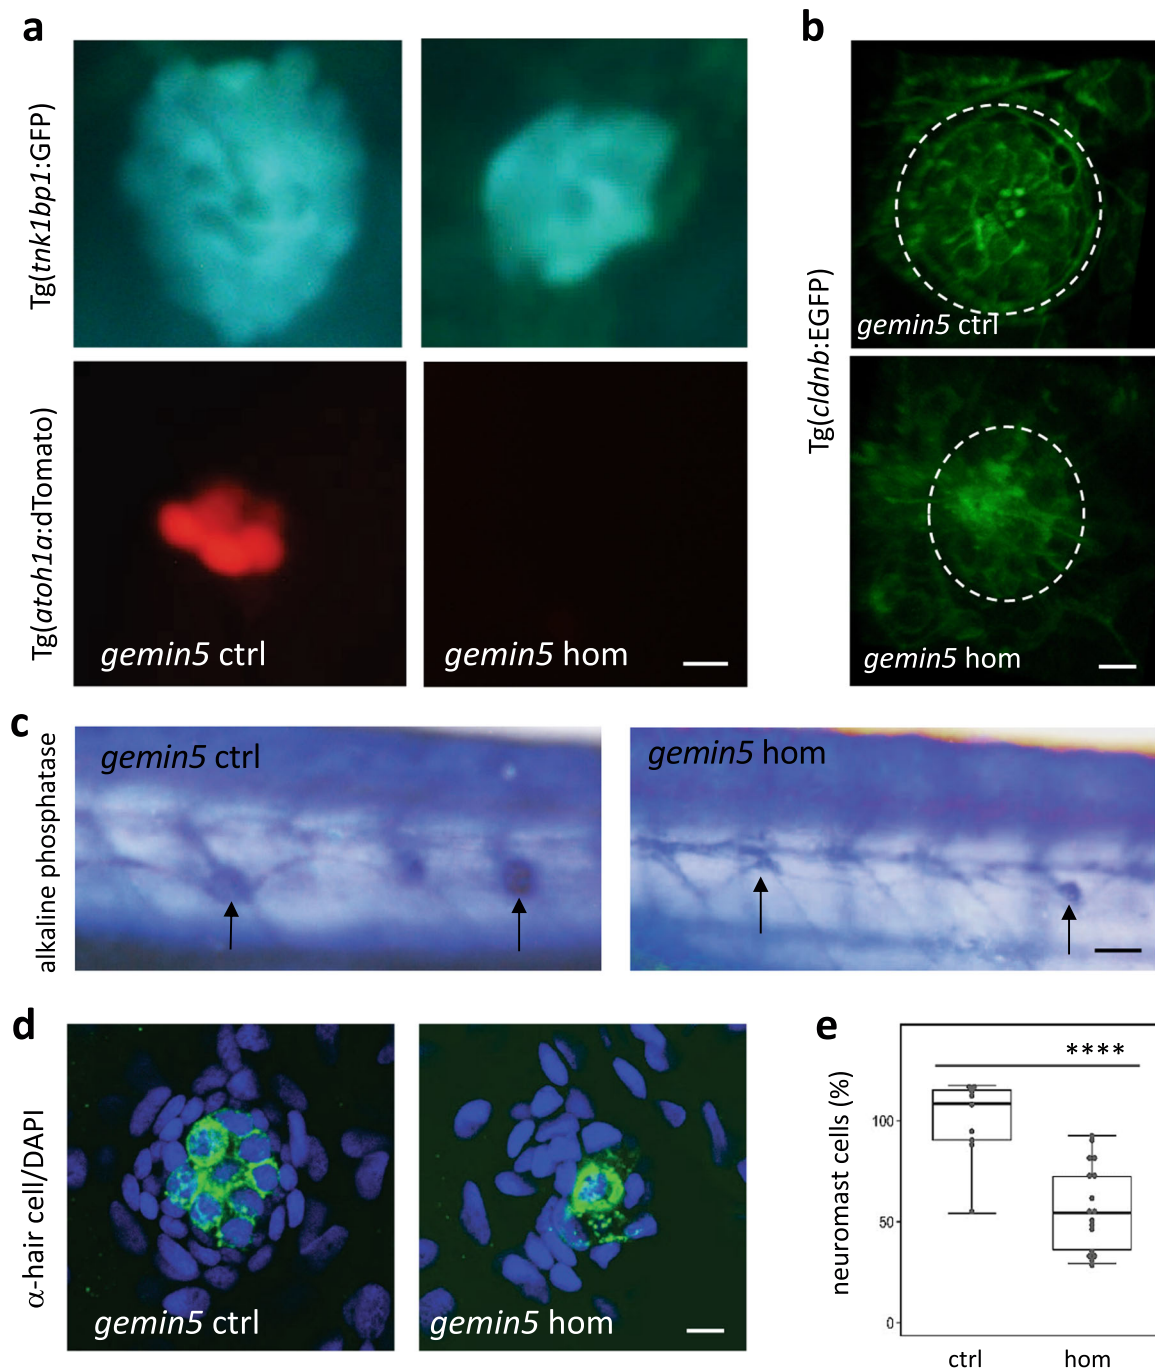 a
b
Tg(tnk1bp1:GFP)
Tg(atoh1a:dTomato)
gemin5 ctrl
gemin5 hom
Tg(cldnb:EGFP)
gemin5 ctrl
gemin5 hom
c
alkaline phosphatase
gemin5 ctrl
gemin5 hom
d
α-hair cell/DAPI
gemin5 ctrl
gemin5 hom
e
neuromast cells (%)
****
100
50
0
ctrl
hom